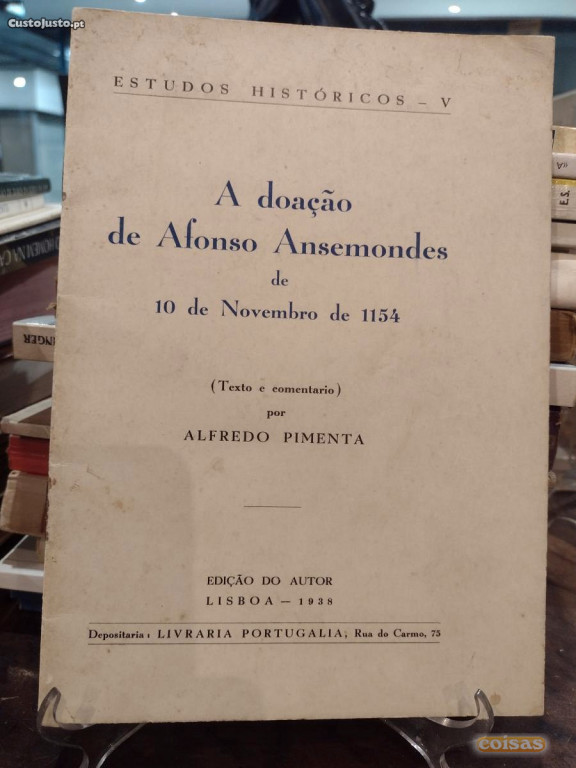 CustoJusto.pt
ESTUDOS HISTÓRICOS – V
A doação
de Afonso Ansemondes
de
10 de Novembro de 1154
(Texto e comentario)
por
ALFREDO PIMENTA
EDIÇÃO DO AUTOR
LISBOA – 1938
Depositaria: LIVRARIA PORTUGALIA, Rua do Carmo, 75
E.S.
coisas